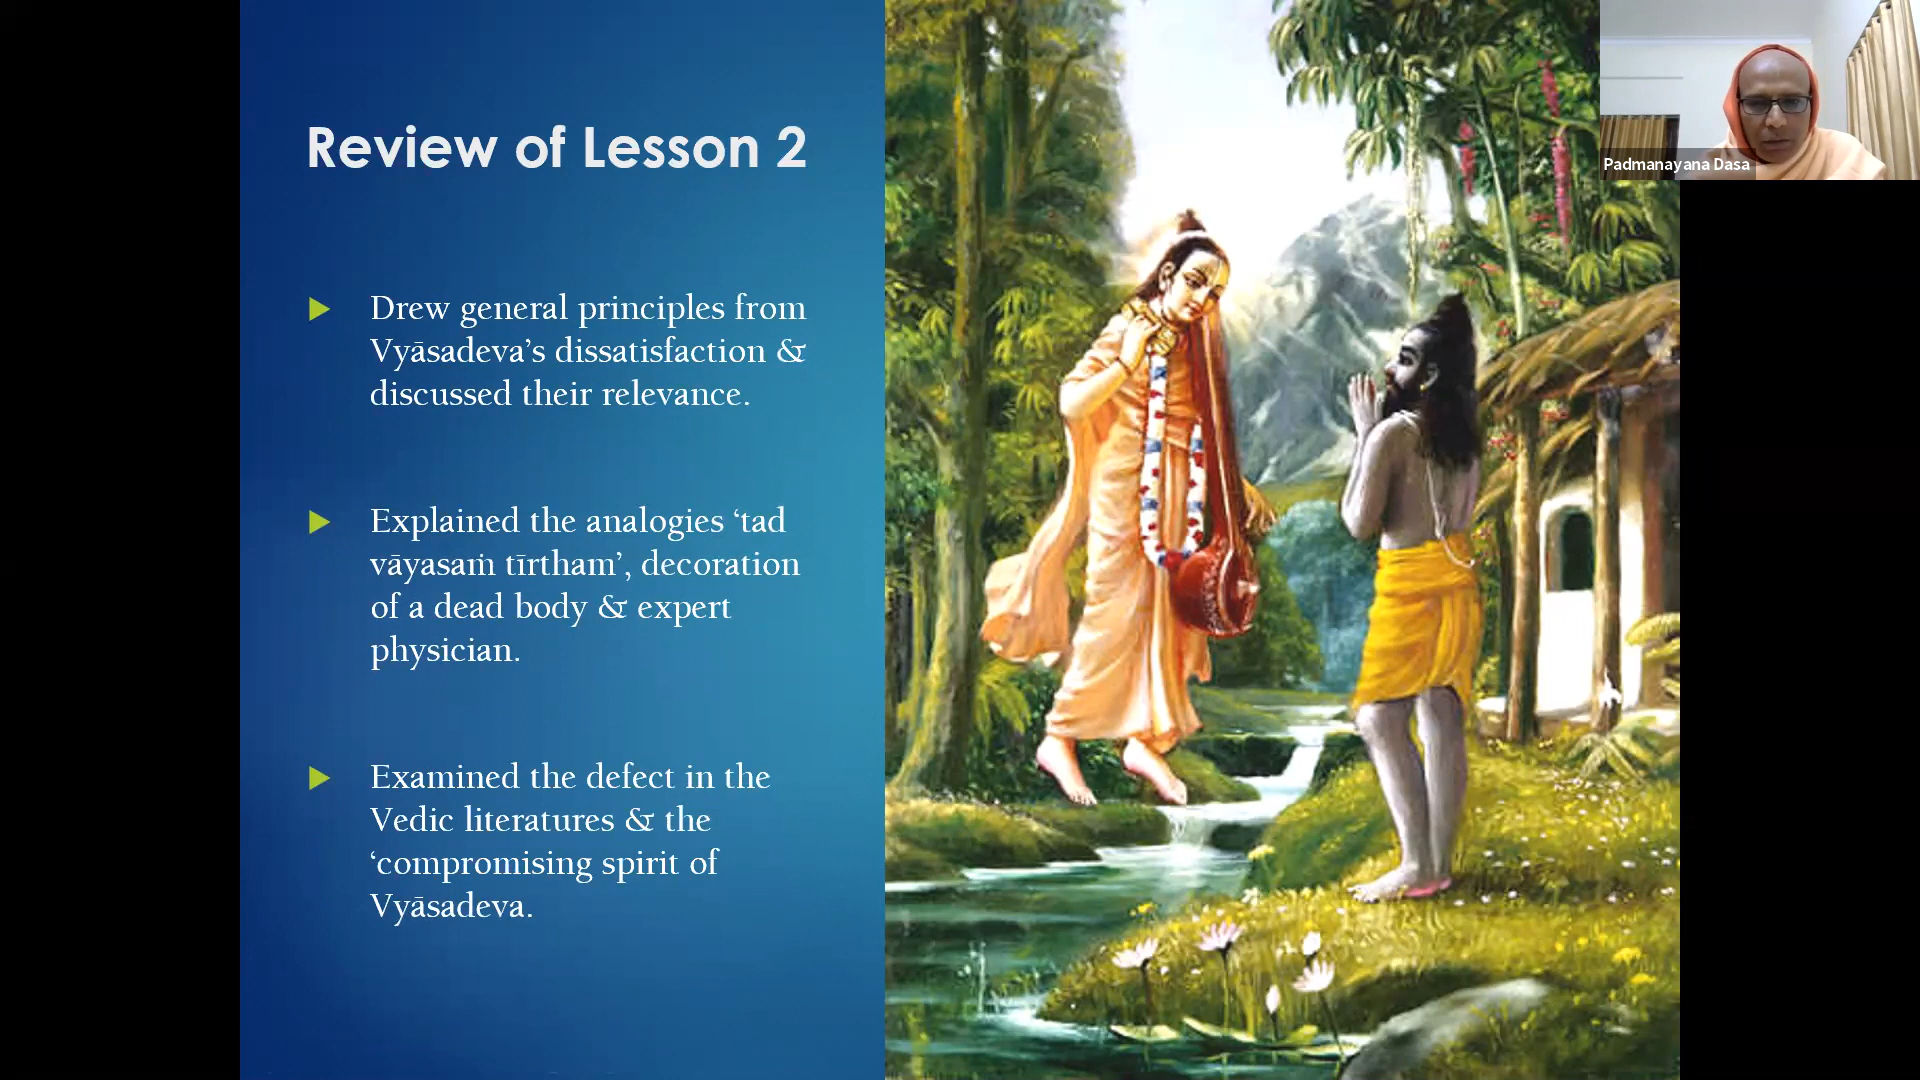 Review of Lesson 2
Drew general principles from
Vyāsadeva’s dissatisfaction &
discussed their relevance.
Explained the analogies ‘tad
vāyasaṁ tīrtham’, decoration
of a dead body & expert
physician.
Examined the defect in the
Vedic literatures & the
‘compromising spirit of
Vyāsadeva.
Padmanayana Dasa